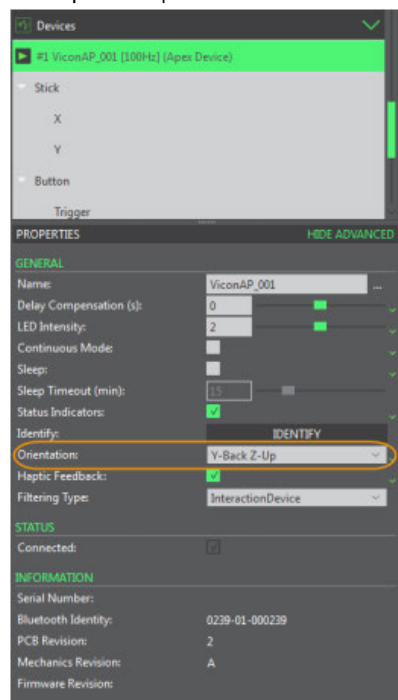 Devices
#1 ViconAP_001 [100Hz] (Apex Device)
Stick
X
Y
Button
Trigger
PROPERTIES HIDE ADVANCED
GENERAL
Name: ViconAP_001 ...
Delay Compensation (s): 0
LED Intensity: 2
Continuous Mode:
Sleep:
Sleep Timeout (min): 15
Status Indicators:
Identify: IDENTIFY
Orientation: Y-Back Z-Up
Haptic Feedback:
Filtering Type: InteractionDevice
STATUS
Connected:
INFORMATION
Serial Number:
Bluetooth Identity: 0239-01-000239
PCB Revision: 2
Mechanics Revision: A
Firmware Revision: